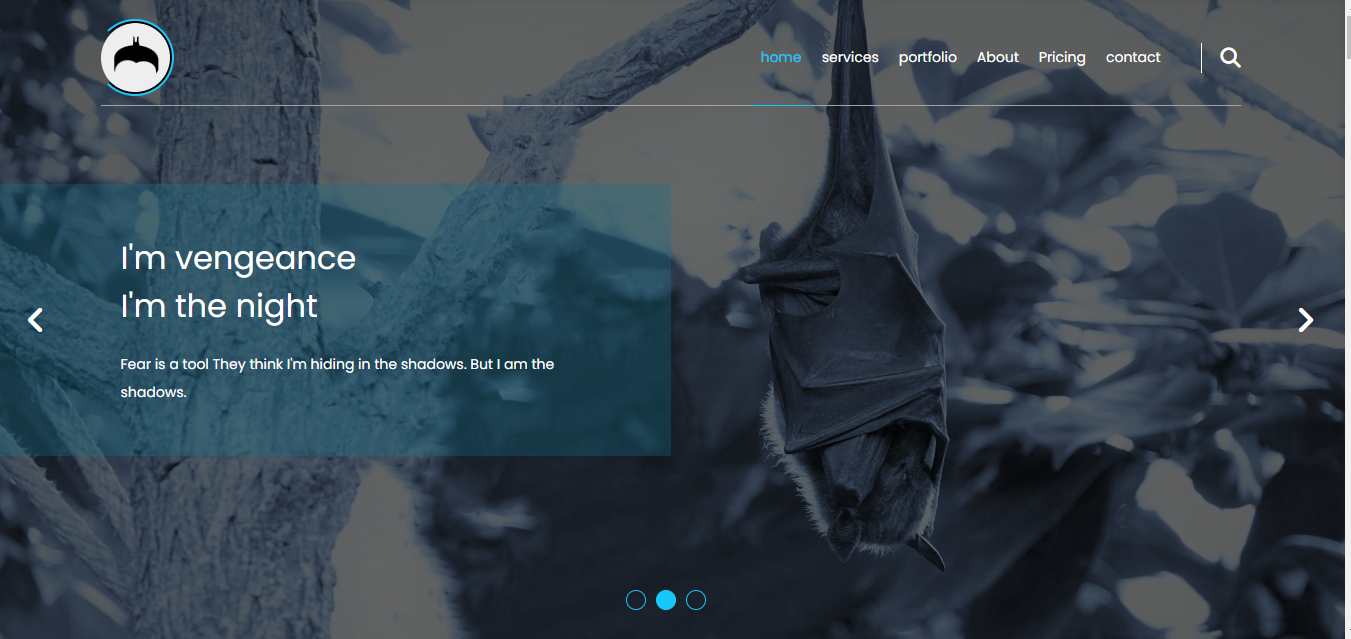 home services portfolio About Pricing contact
I'm vengeance
I'm the night
Fear is a tool They think I'm hiding in the shadows. But I am the
shadows.